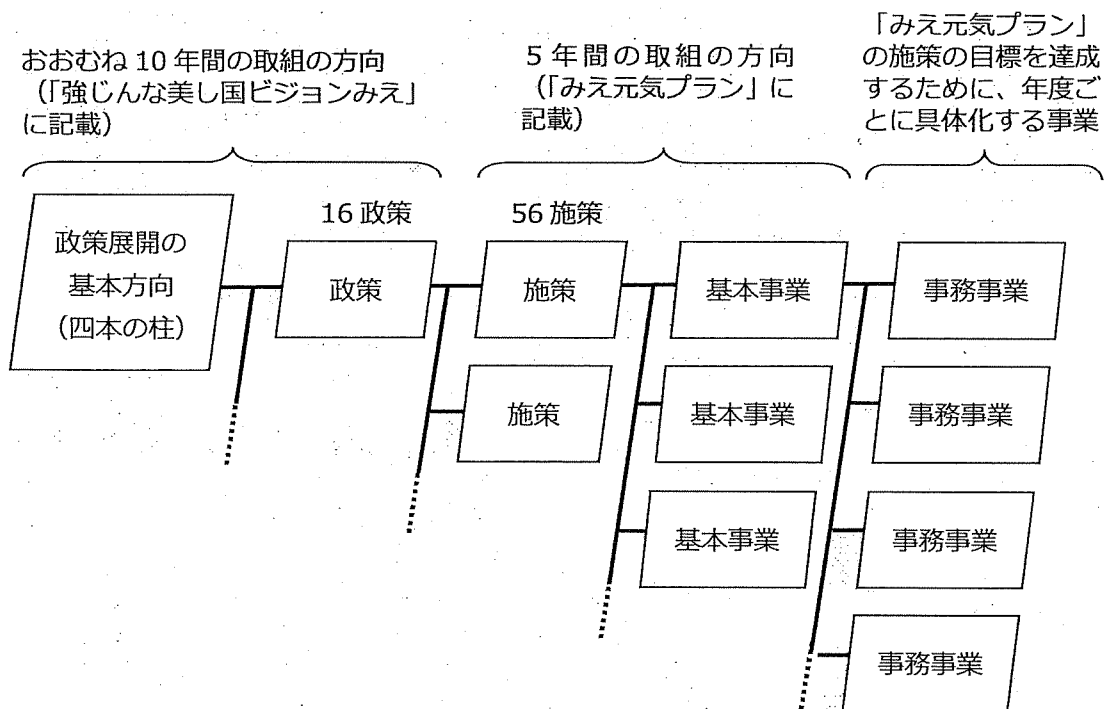 おおむね 10 年間の取組の方向
（「強じんな美し国ビジョンみえ」
に記載）
5 年間の取組の方向
（「みえ元気プラン」に
記載）
「みえ元気プラン」
の施策の目標を達成
するために、年度ご
とに具体化する事業
16 政策
56 施策
政策展開の
基本方向
（四本の柱）
政策
施策
基本事業
事務事業
施策
基本事業
事務事業
基本事業
事務事業
事務事業